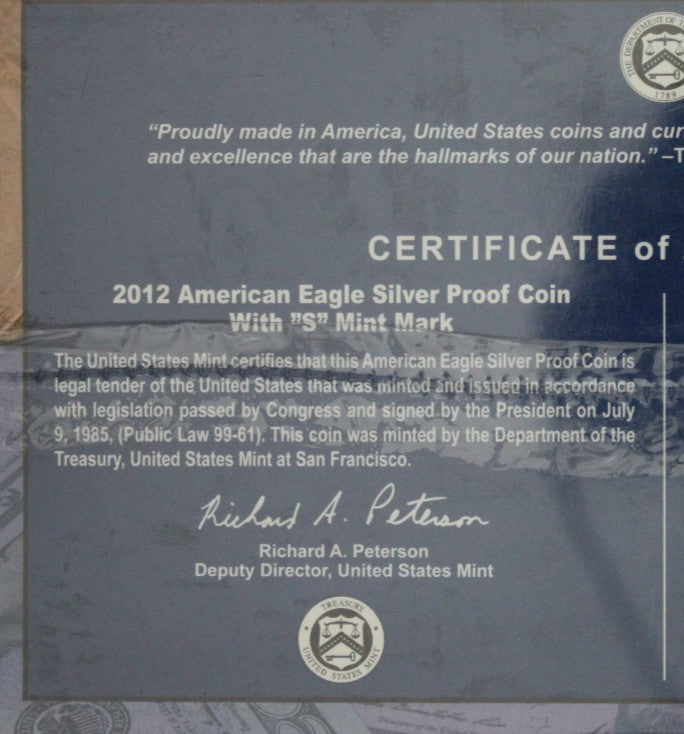 THE DEPARTMENT OF
1789
“Proudly made in America, United States coins and cur
and excellence that are the hallmarks of our nation.” –T
CERTIFICATE of
2012 American Eagle Silver Proof Coin
With ”S” Mint Mark
The United States Mint certifies that this American Eagle Silver Proof Coin is
legal tender of the United States that was minted and issued in accordance
with legislation passed by Congress and signed by the President on July
9, 1985, (Public Law 99-61). This coin was minted by the Department of the
Treasury, United States Mint at San Francisco.
Richard A. Peterson
Richard A. Peterson
Deputy Director, United States Mint
TREASURY
UNITED STATES MINT